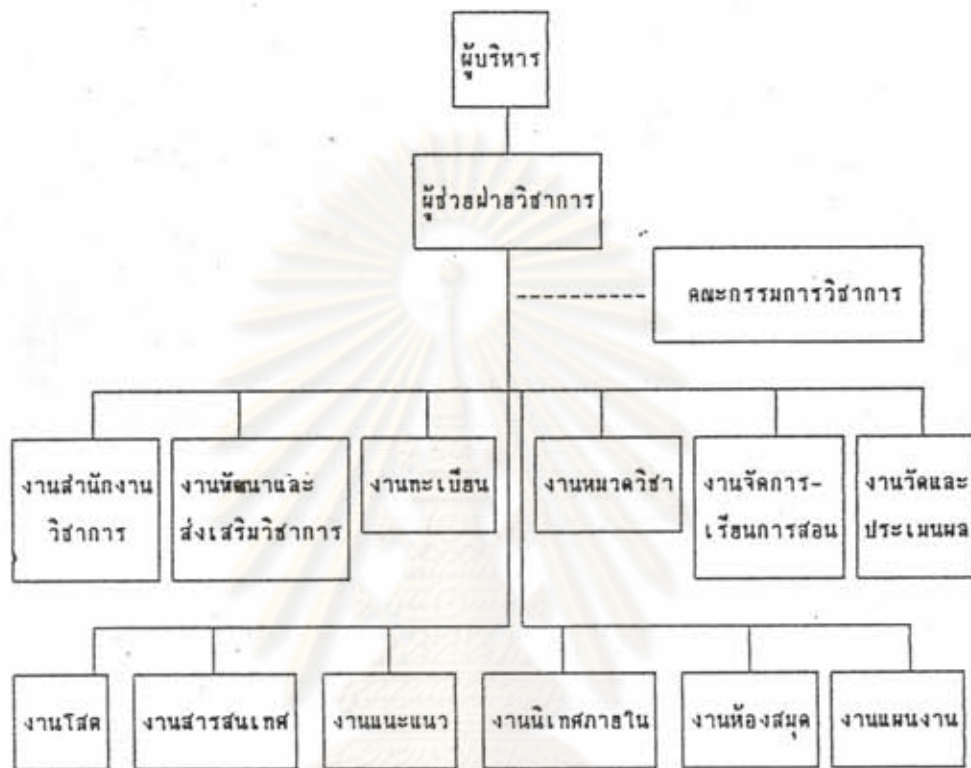 ผู้บริหาร
ผู้ช่วยฝ่ายวิชาการ
คณะกรรมการวิชาการ
งานสำนักงาน
วิชาการ
งานพัฒนาและ
ส่งเสริมวิชาการ
งานทะเบียน
งานหมวดวิชา
งานจัดการ-
เรียนการสอน
งานวัดและ
ประเมินผล
งานโสต
งานสารสนเทศ
งานแนะแนว
งานนิเทศภายใน
งานห้องสมุด
งานแผนงาน